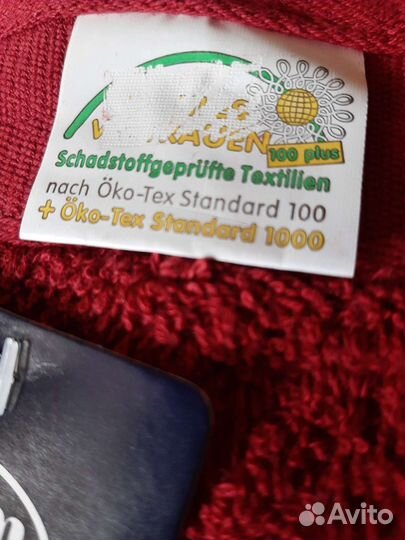 100 plus
Schadstoffgeprüfte Textilien
nach Öko-Tex Standard 100
+ Öko-Tex Standard 1000
Avito